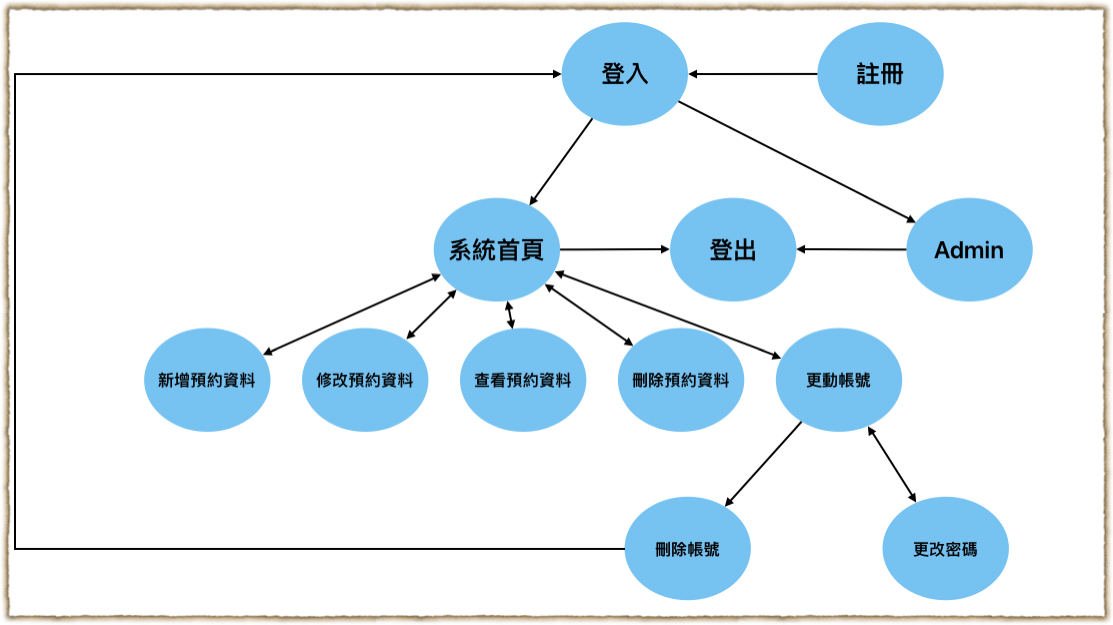 登入
註冊
系統首頁
登出
Admin
新增預約資料
修改預約資料
查看預約資料
刪除預約資料
更動帳號
刪除帳號
更改密碼